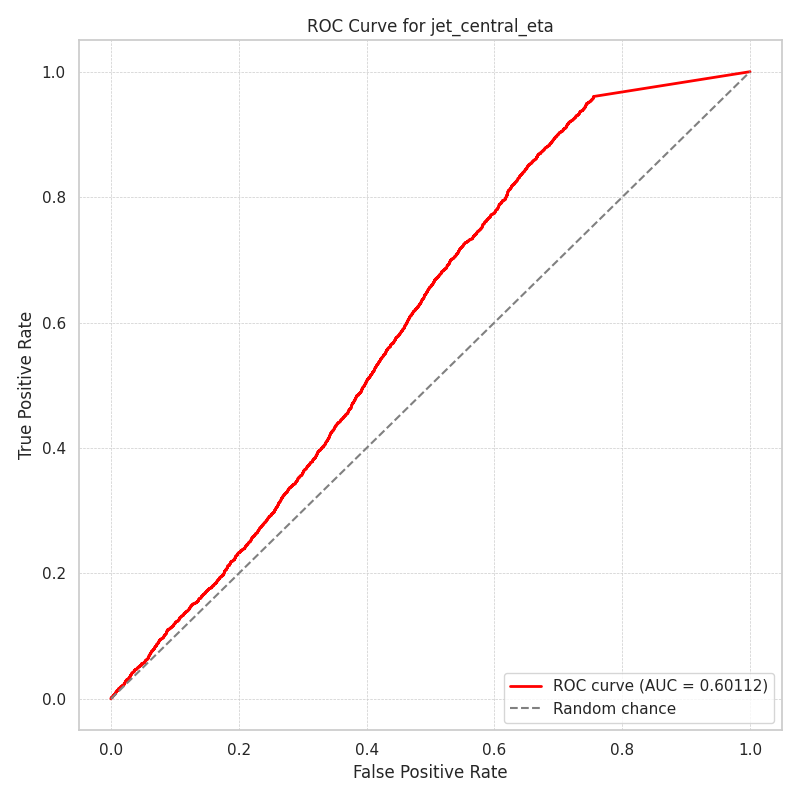 ROC Curve for jet_central_eta
True Positive Rate
1.0
0.8
0.6
0.4
0.2
0.0
0.0 0.2 0.4 0.6 0.8 1.0
False Positive Rate
ROC curve (AUC = 0.60112)
Random chance